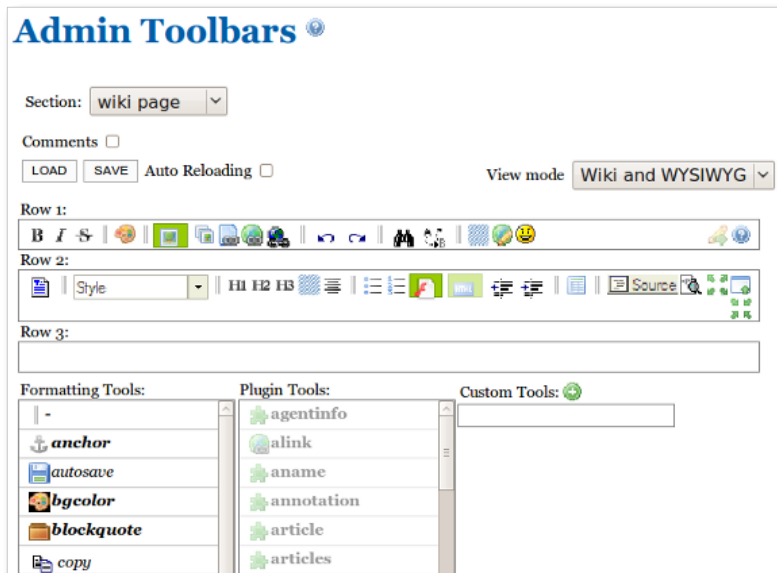 Admin Toolbars
Section: wiki page
Comments
LOAD SAVE Auto Reloading View mode Wiki and WYSIWYG
Row 1:
B I S
Row 2:
Style H1 H2 H3 Source
Row 3:
Formatting Tools: Plugin Tools: Custom Tools:
- agentinfo
anchor alink
autosave aname
bgcolor annotation
blockquote article
copy articles